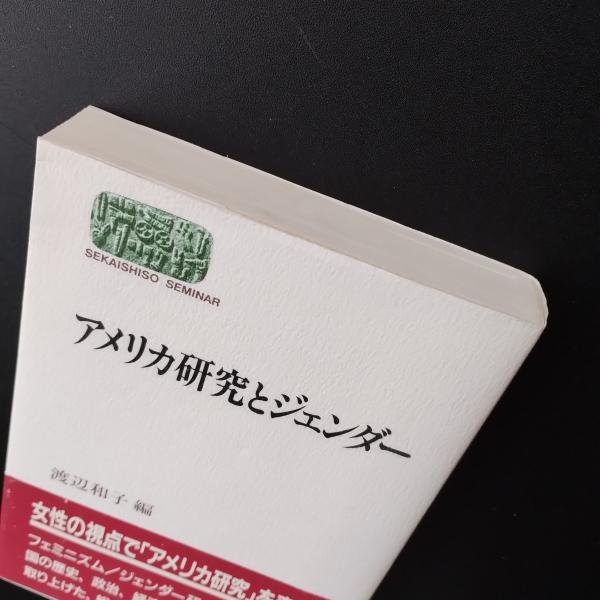 SEKAISHISO SEMINAR
アメリカ研究とジェンダー
渡辺和子 編
女性の視点で「アメリカ研究」を
フェミニズム／ジェンダー
国の歴史、政治、経
取り上げた、